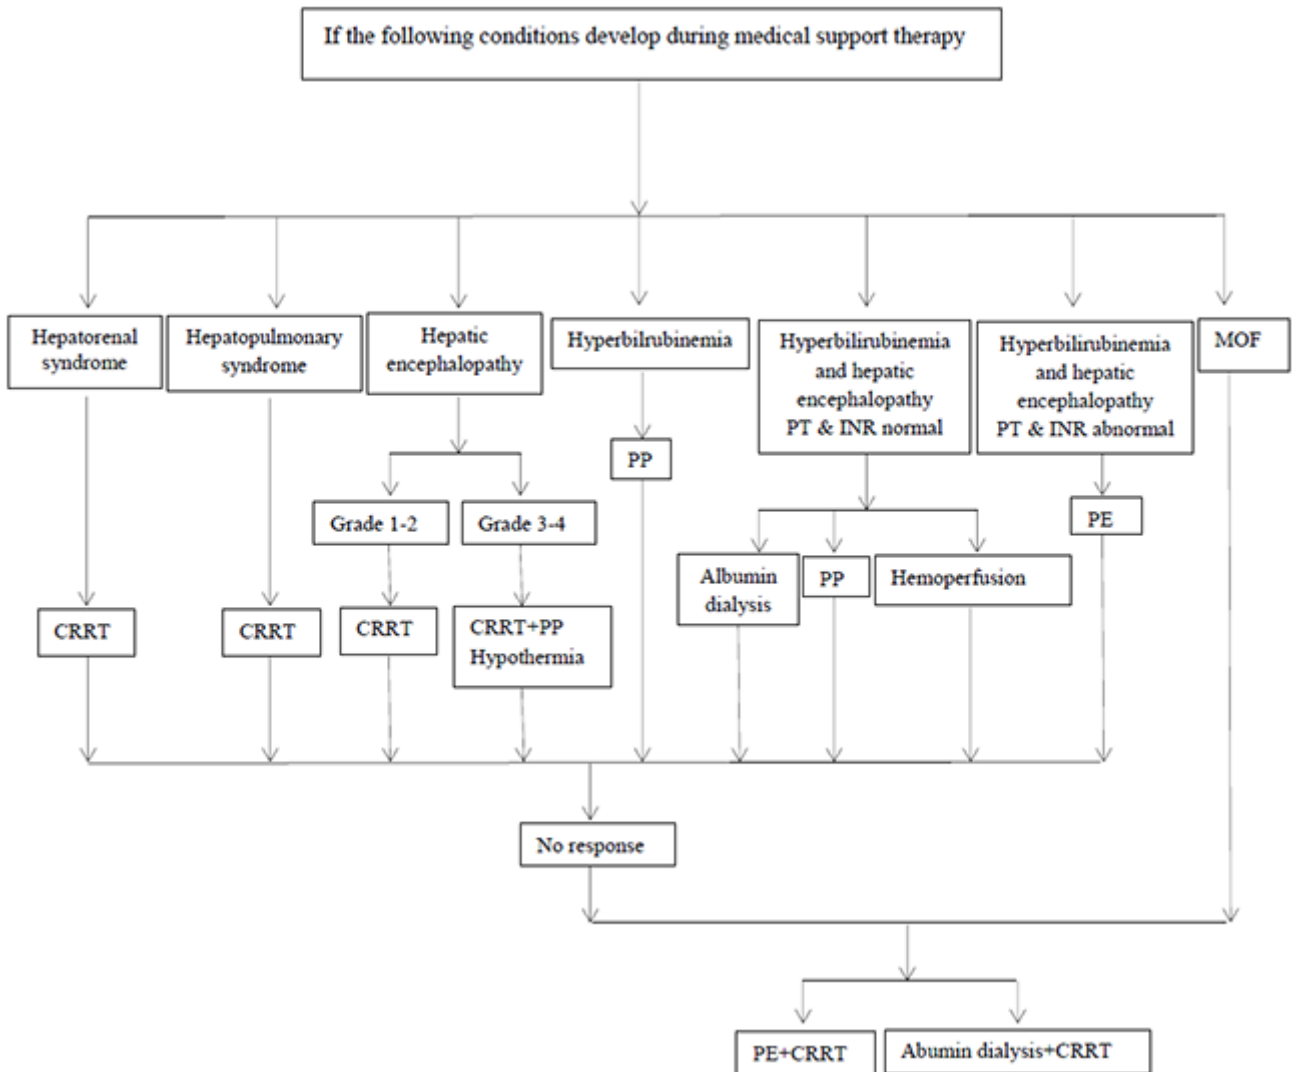 If the following conditions develop during medical support therapy
Hepatorenal
syndrome
Hepatopulmonary
syndrome
Hepatic
encephalopathy
Hyperbilrubinemia
Hyperbilirubinemia
and hepatic
encephalopathy
PT & INR normal
Hyperbilirubinemia
and hepatic
encephalopathy
PT & INR abnormal
MOF
PP
Grade 1-2
Grade 3-4
PE
Albumin
dialysis
PP
Hemoperfusion
CRRT
CRRT
CRRT
CRRT+PP
Hypothermia
No response
PE+CRRT
Abumin dialysis+CRRT